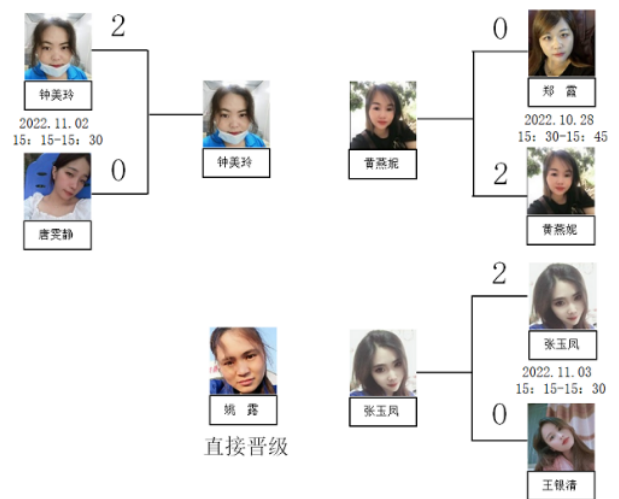 2
钟美玲
2022.11.02
15: 15-15: 30
0
唐雯静
钟美玲
0
郑 霞
2022.10.28
15: 30-15: 45
2
黄燕妮
黄燕妮
2
张玉凤
2022.11.03
15: 15-15: 30
0
王银清
张玉凤
姚 露
直接晋级